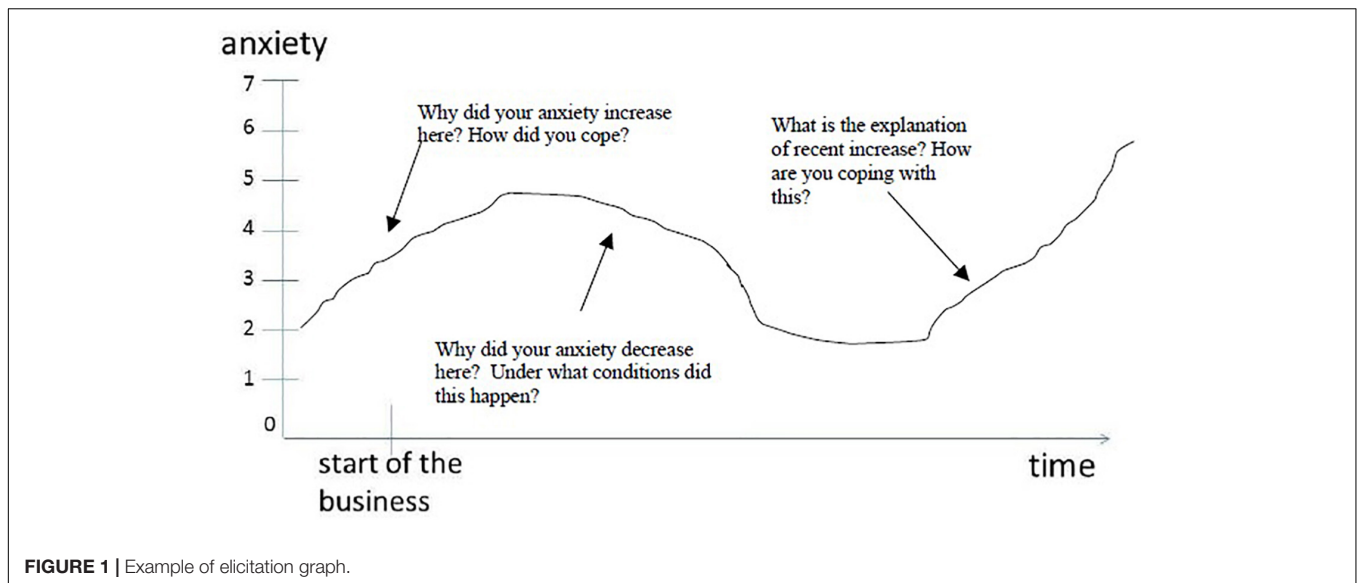 anxiety
7
6
5
4
3
2
1
0
Why did your anxiety increase
here? How did you cope?
What is the explanation
of recent increase? How
are you coping with
this?
Why did your anxiety decrease
here?  Under what conditions did
this happen?
start of the
business
time
FIGURE 1 | Example of elicitation graph.